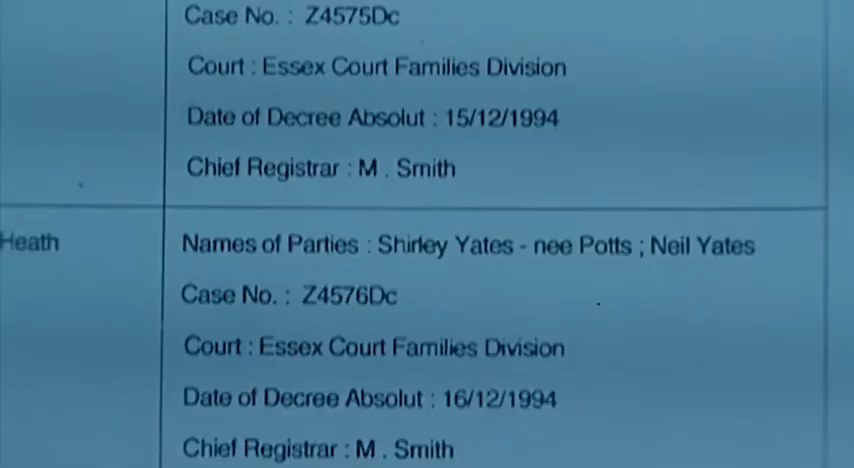 Case No. : Z4575Dc
Court : Essex Court Families Division
Date of Decree Absolut : 15/12/1994
Chief Registrar : M . Smith
Heath
Names of Parties : Shirley Yates - nee Potts ; Neil Yates
Case No. : Z4576Dc
Court : Essex Court Families Division
Date of Decree Absolut : 16/12/1994
Chief Registrar : M . Smith